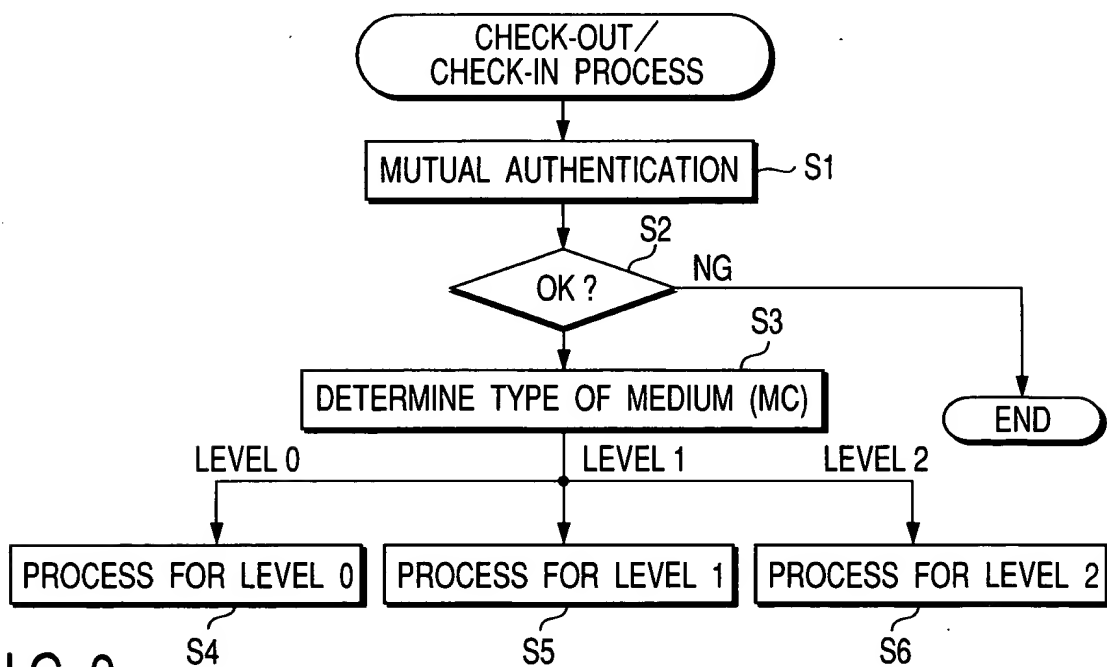 CHECK-OUT/
CHECK-IN PROCESS
MUTUAL AUTHENTICATION
S1
S2
OK?
NG
S3
DETERMINE TYPE OF MEDIUM (MC)
END
LEVEL 0
LEVEL 1
LEVEL 2
PROCESS FOR LEVEL 0
PROCESS FOR LEVEL 1
PROCESS FOR LEVEL 2
S4
S5
S6